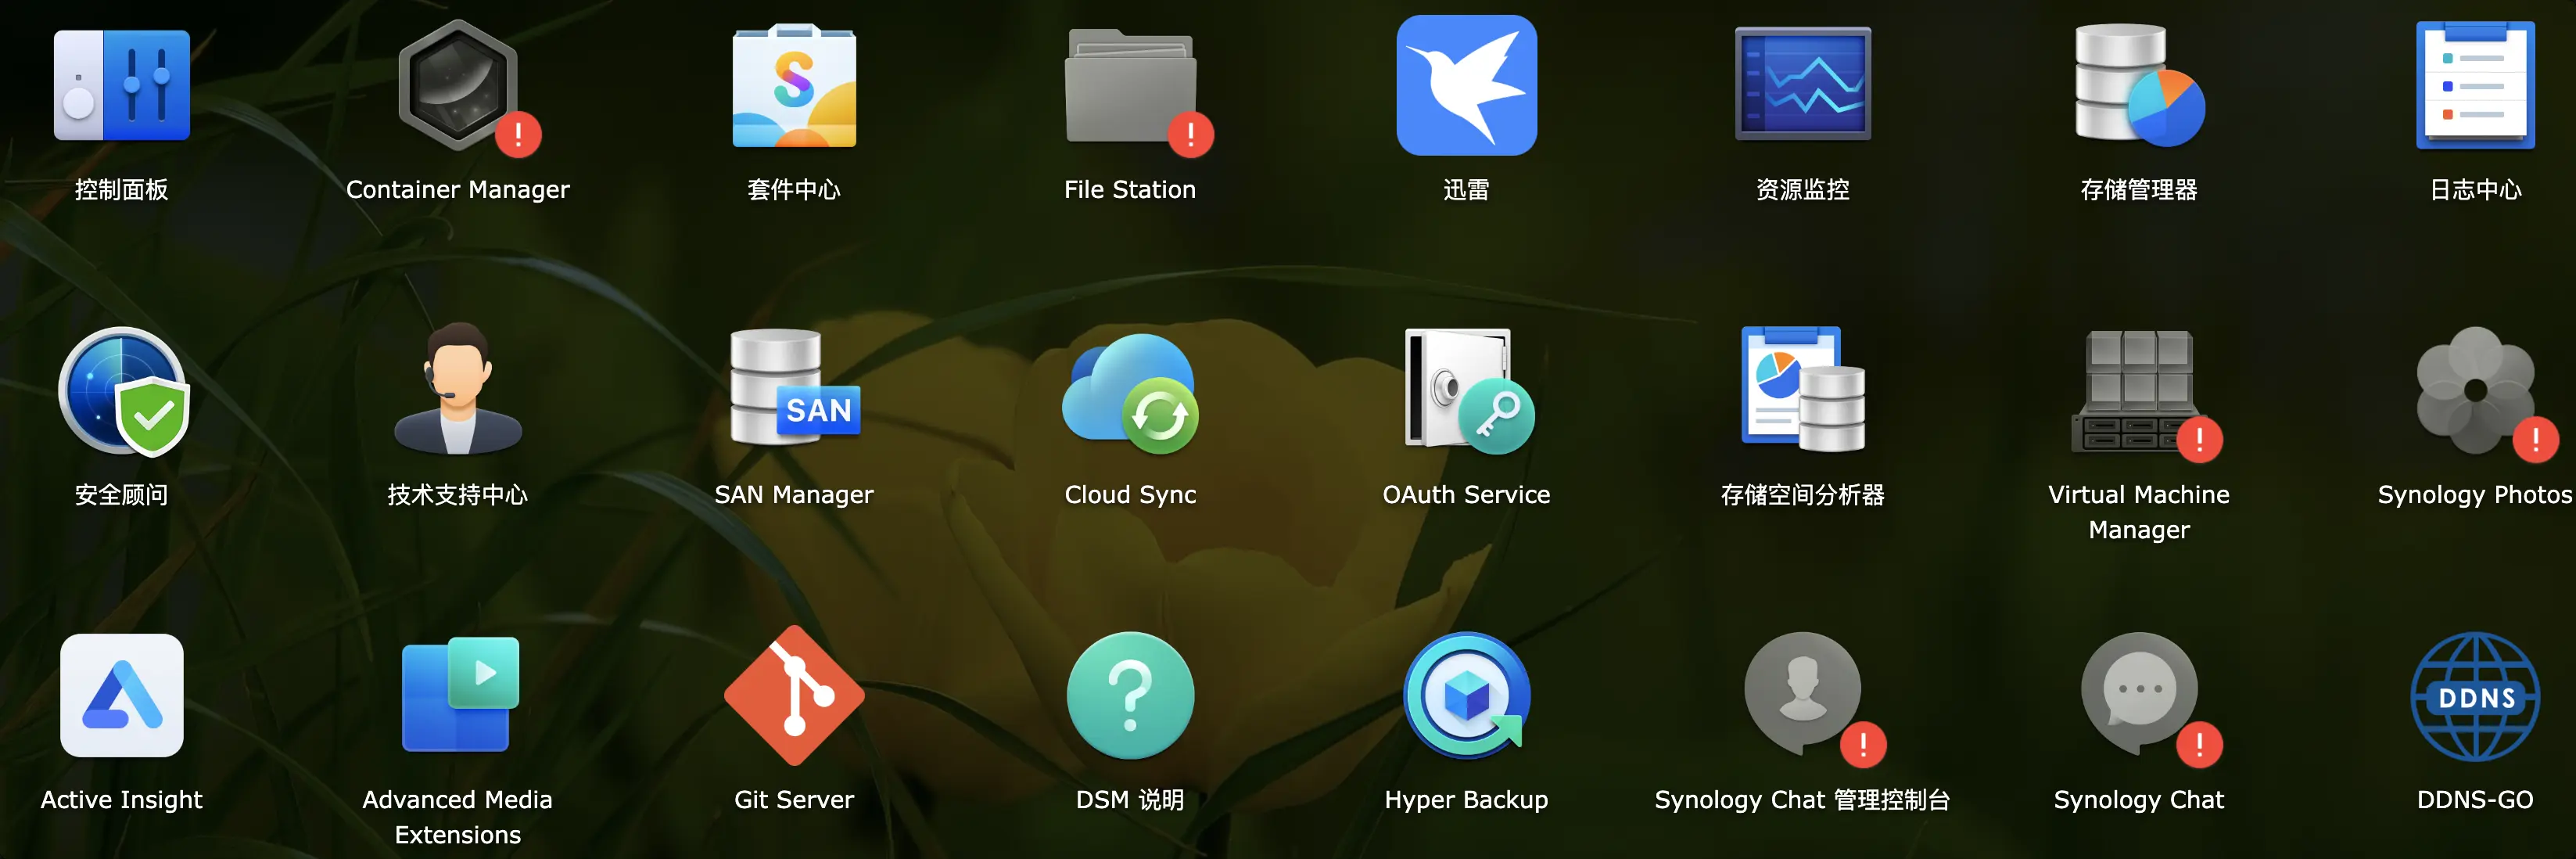 控制面板
Container Manager
套件中心
File Station
迅雷
资源监控
存储管理器
日志中心
安全顾问
技术支持中心
SAN
SAN Manager
Cloud Sync
OAuth Service
存储空间分析器
Virtual Machine
Manager
Synology Photos
Active Insight
Advanced Media
Extensions
Git Server
DSM 说明
Hyper Backup
Synology Chat 管理控制台
Synology Chat
DDNS
DDNS-GO